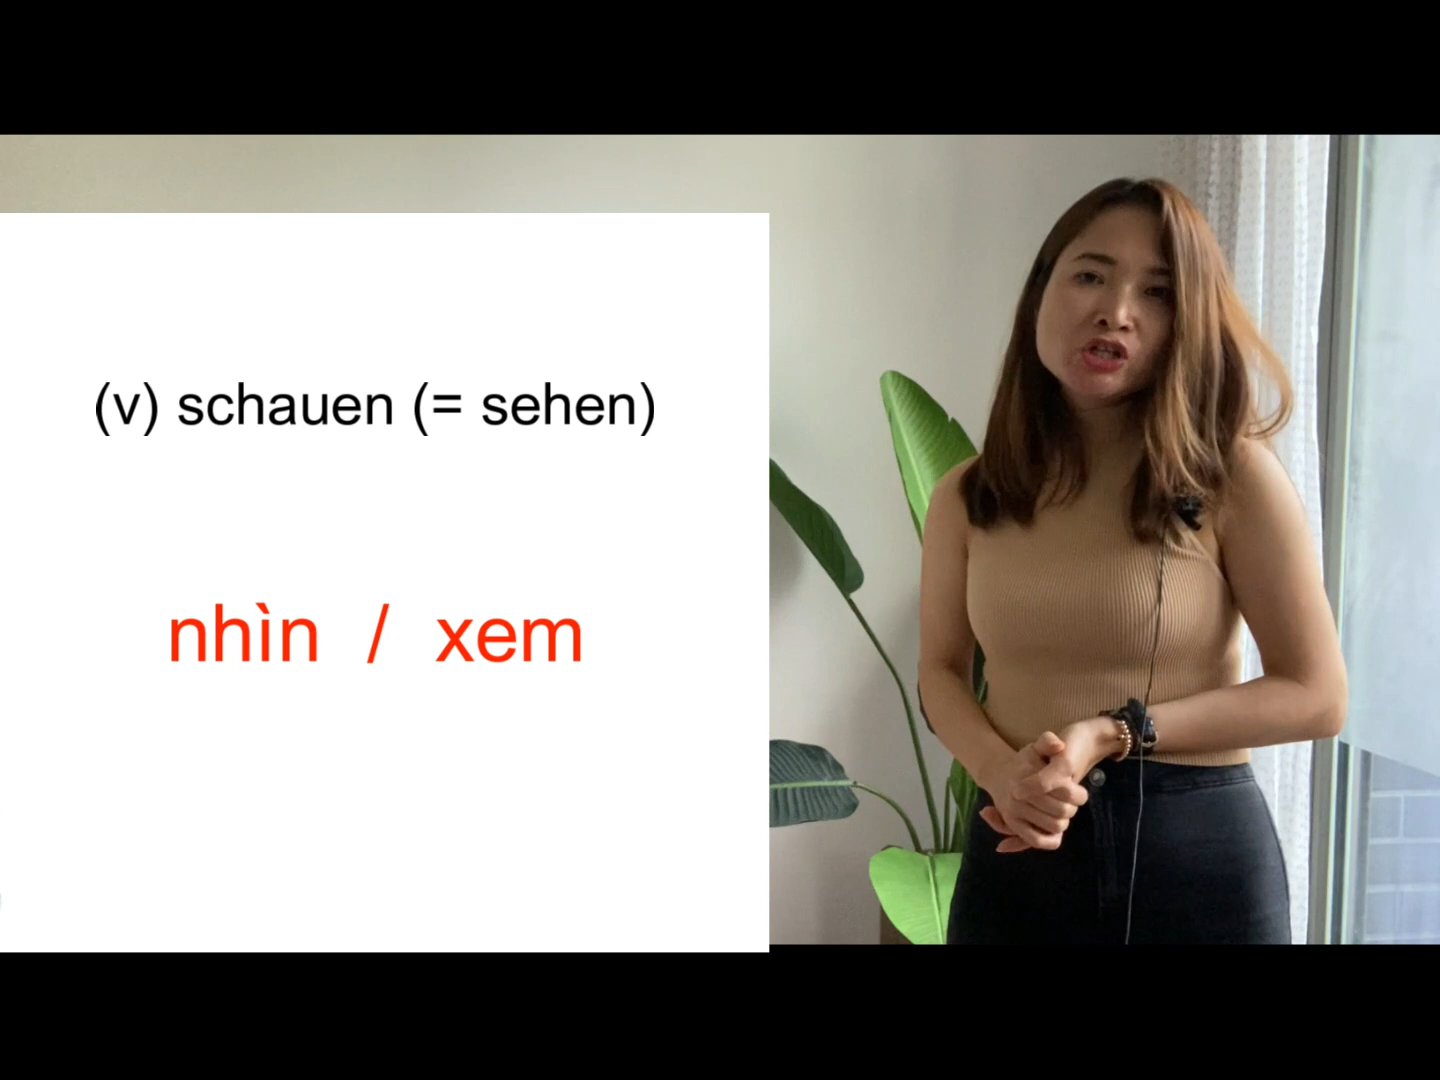 (v) schauen (= sehen)
nhìn / xem